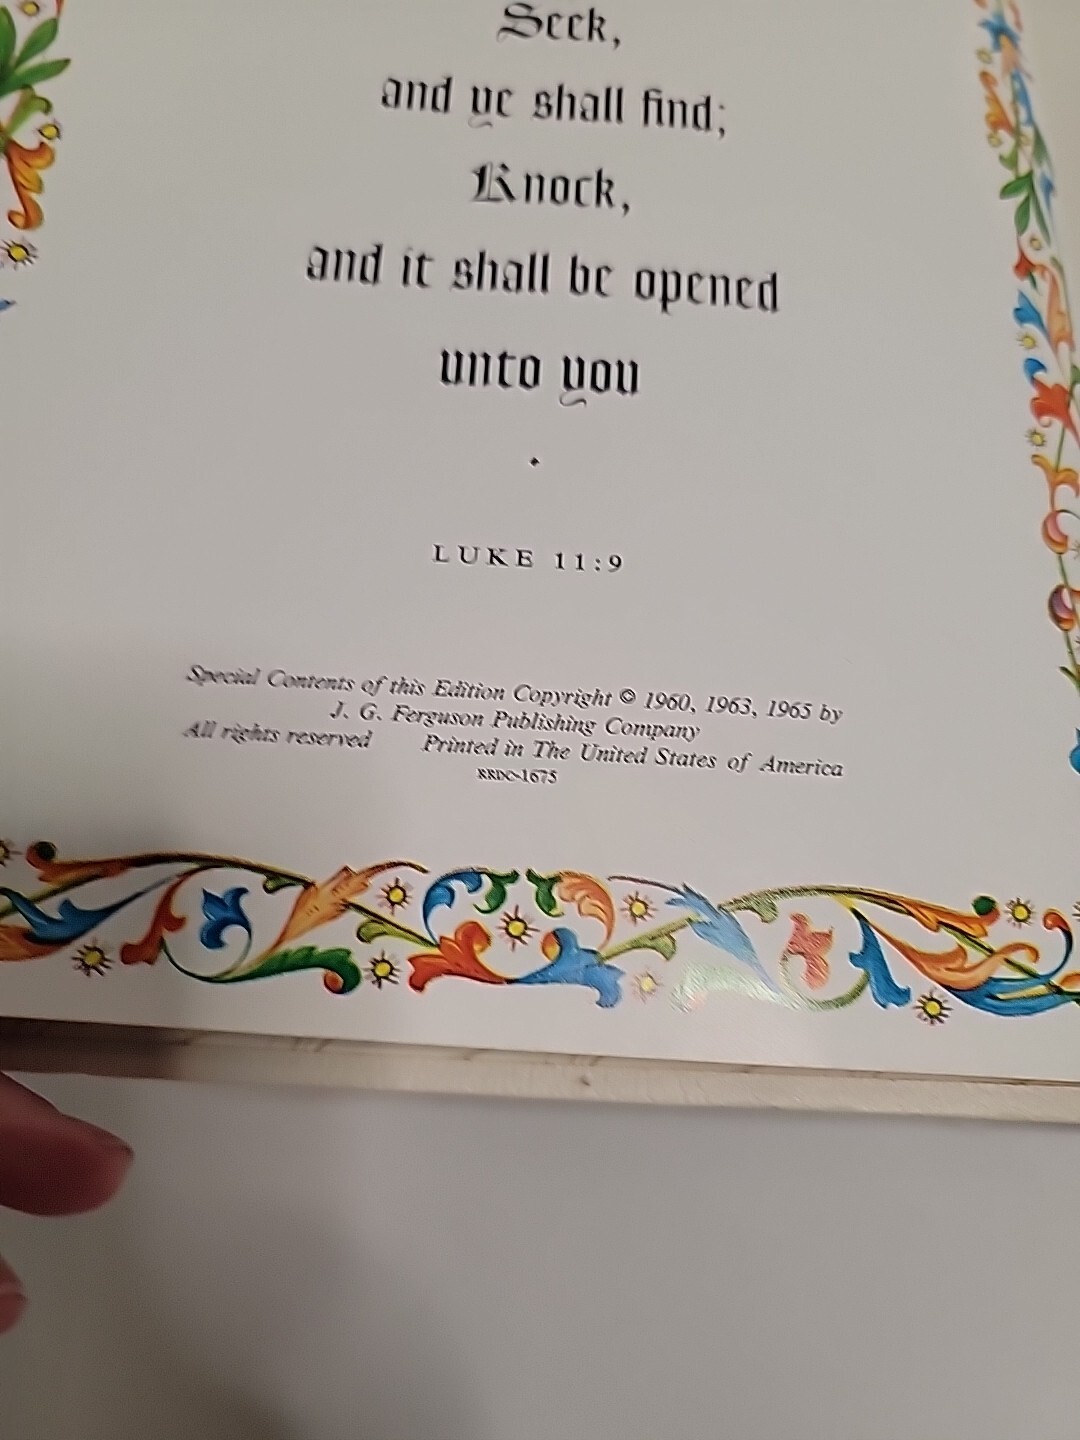 Seek,
and ye shall find;
Knock,
and it shall be opened
unto you
LUKE 11:9
Special Contents of this Edition Copyright © 1960, 1963, 1965 by
J. G. Ferguson Publishing Company
All rights reserved Printed in The United States of America
RRDC-1675